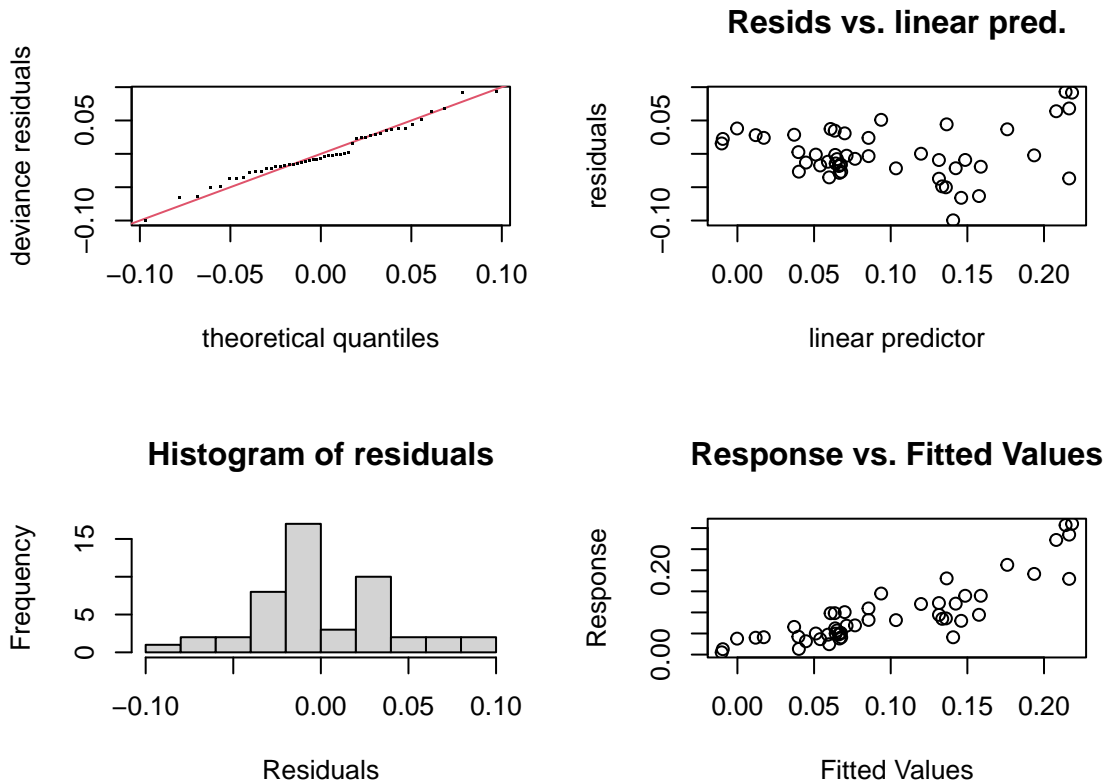 deviance residuals
0.05
−0.10
−0.10 −0.05 0.00 0.05 0.10
theoretical quantiles
Resids vs. linear pred.
residuals
0.05
−0.10
0.00 0.05 0.10 0.15 0.20
linear predictor
Histogram of residuals
Frequency
15
5
0
−0.10 0.00 0.05 0.10
Residuals
Response vs. Fitted Values
Response
0.20
0.00
0.00 0.05 0.10 0.15 0.20
Fitted Values